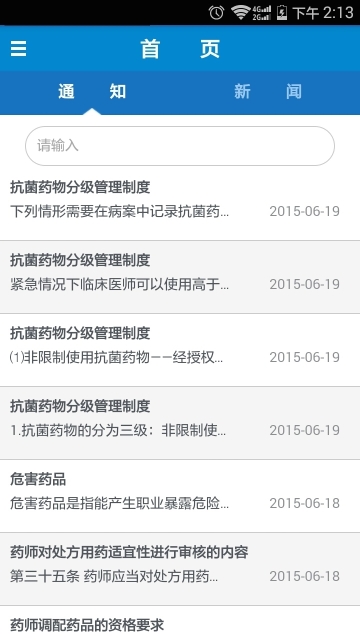 4G 2G 下午 2:13
首 页
通 知 新 闻
请输入
抗菌药物分级管理制度
下列情形需要在病案中记录抗菌药... 2015-06-19
抗菌药物分级管理制度
紧急情况下临床医师可以使用高于... 2015-06-19
抗菌药物分级管理制度
⑴非限制使用抗菌药物——经授权... 2015-06-19
抗菌药物分级管理制度
1.抗菌药物的分为三级：非限制使... 2015-06-19
危害药品
危害药品是指能产生职业暴露危险... 2015-06-18
药师对处方用药适宜性进行审核的内容
第三十五条 药师应当对处方用药... 2015-06-18
药师调配药品的资格要求